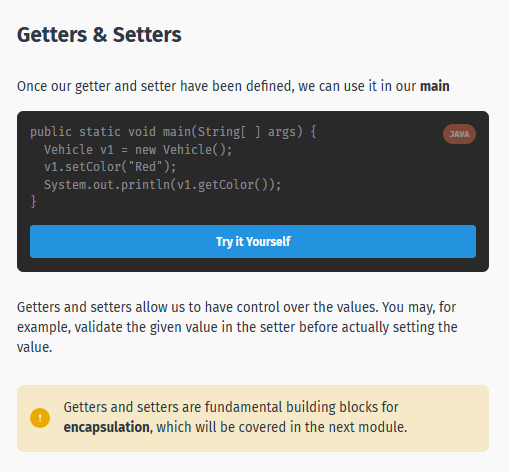 Getters & Setters
Once our getter and setter have been defined, we can use it in our main
JAVA
public static void main(String[ ] args) {
  Vehicle v1 = new Vehicle();
  v1.setColor("Red");
  System.out.println(v1.getColor());
}
Try it Yourself
Getters and setters allow us to have control over the values. You may, for
example, validate the given value in the setter before actually setting the
value.
!
Getters and setters are fundamental building blocks for
encapsulation, which will be covered in the next module.